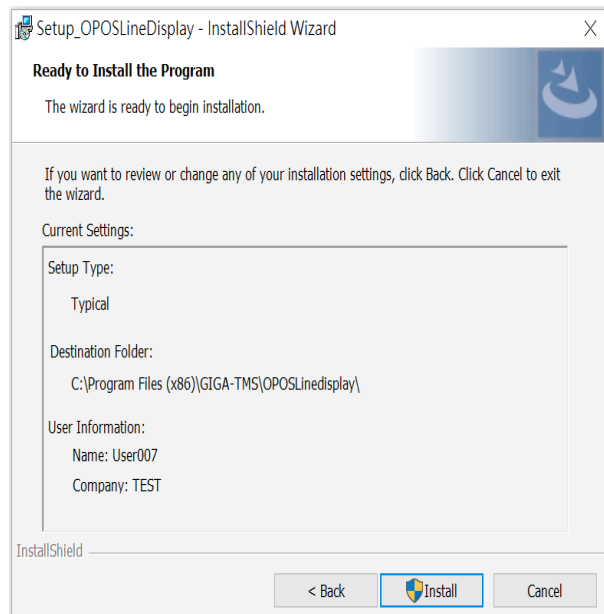 Setup_OPOSLineDisplay - InstallShield Wizard
Ready to Install the Program
The wizard is ready to begin installation.
If you want to review or change any of your installation settings, click Back. Click Cancel to exit
the wizard.
Current Settings:
Setup Type:
Typical
Destination Folder:
C:\Program Files (x86)\GIGA-TMS\OPOSLinedisplay\
User Information:
Name: User007
Company: TEST
InstallShield
< Back
Install
Cancel